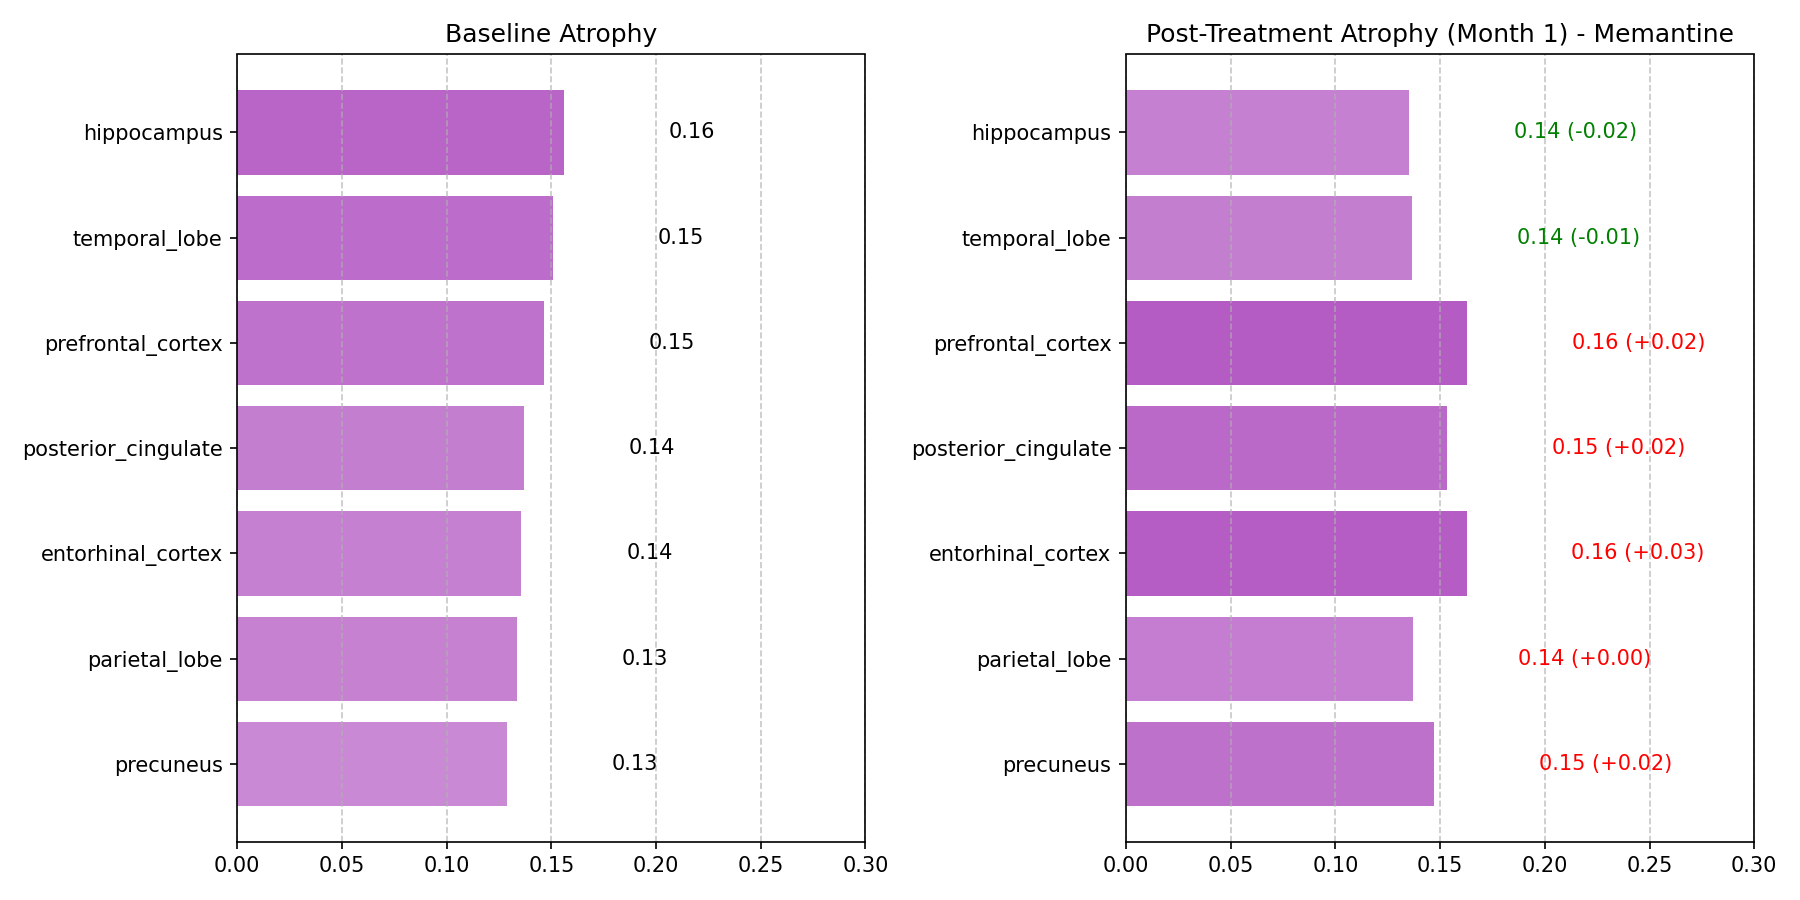 Baseline Atrophy
hippocampus
0.16
temporal_lobe
0.15
prefrontal_cortex
0.15
posterior_cingulate
0.14
entorhinal_cortex
0.14
parietal_lobe
0.13
precuneus
0.13
0.00 0.05 0.10 0.15 0.20 0.25 0.30
Post-Treatment Atrophy (Month 1) - Memantine
hippocampus
0.14 (-0.02)
temporal_lobe
0.14 (-0.01)
prefrontal_cortex
0.16 (+0.02)
posterior_cingulate
0.15 (+0.02)
entorhinal_cortex
0.16 (+0.03)
parietal_lobe
0.14 (+0.00)
precuneus
0.15 (+0.02)
0.00 0.05 0.10 0.15 0.20 0.25 0.30